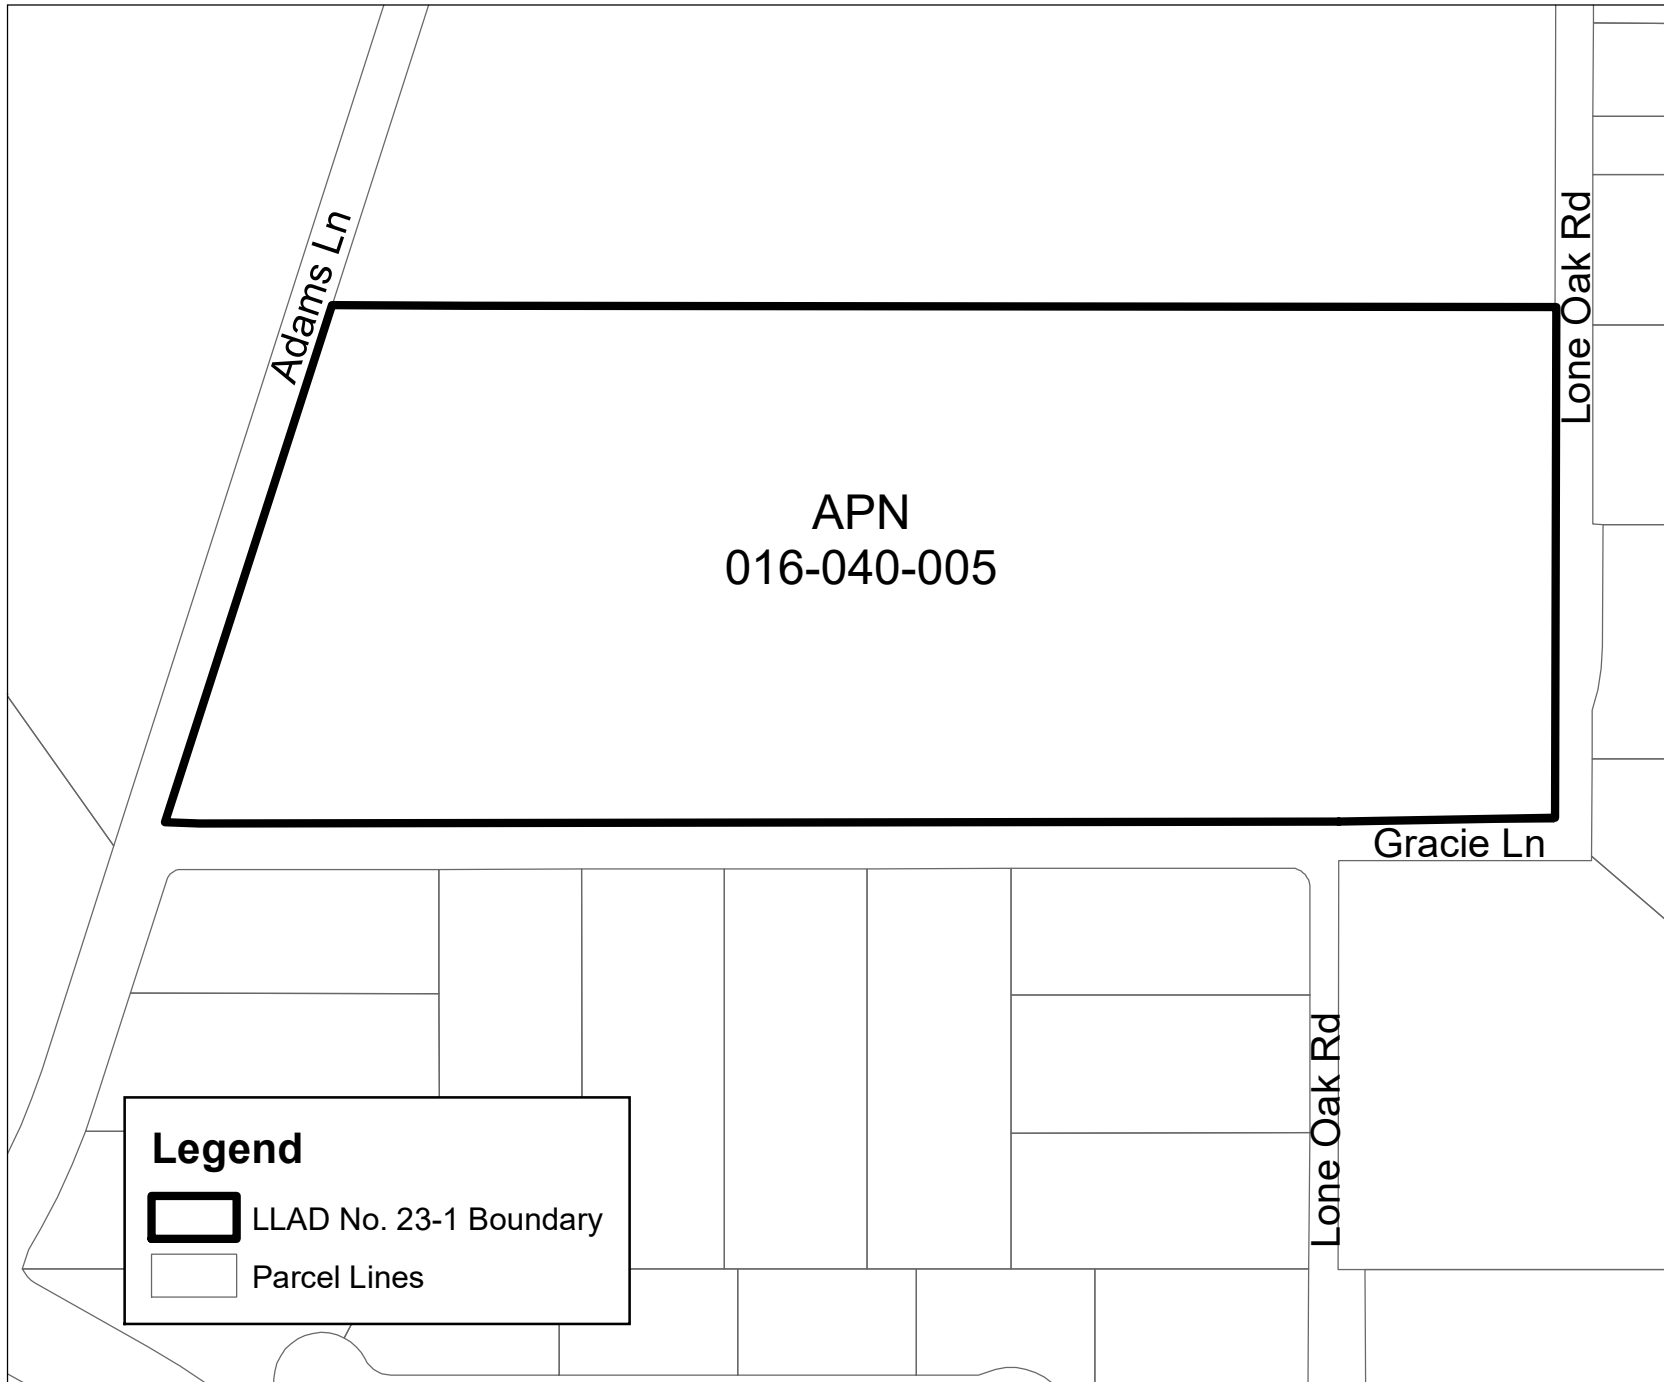 Adams Ln
Lone Oak Rd
APN
016-040-005
Gracie Ln
Lone Oak Rd
Legend
LLAD No. 23-1 Boundary
Parcel Lines